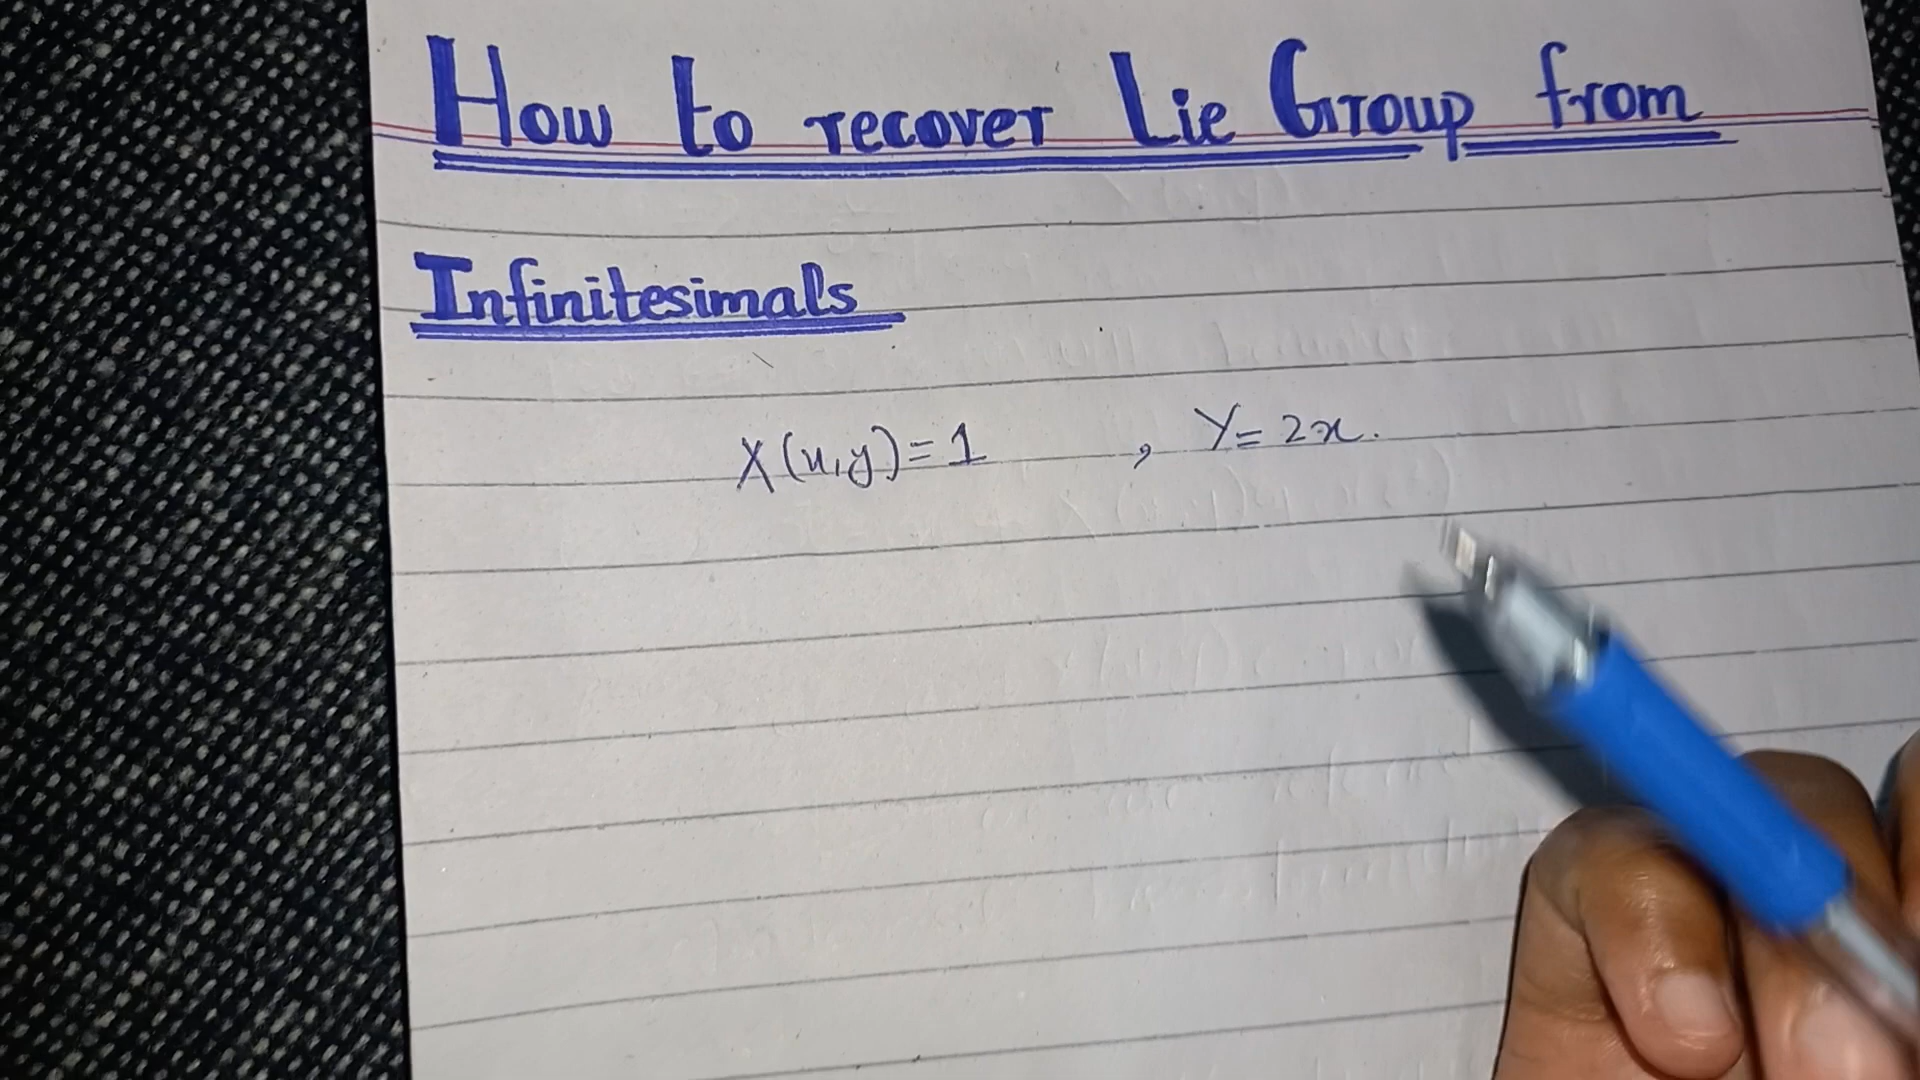 How to recover Lie Group from
Infinitesimals
X(x,y)=1 , Y=2x.